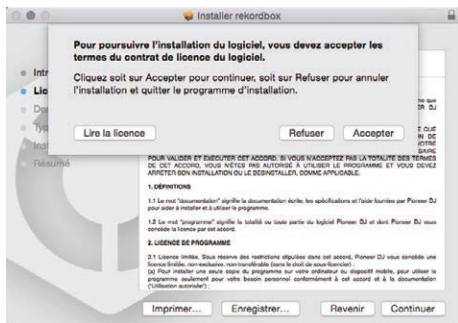 Installer rekordbox
Pour poursuivre l'installation du logiciel, vous devez accepter les
termes du contrat de licence du logiciel.
Cliquez soit sur Accepter pour continuer, soit sur Refuser pour annuler
l'installation et quitter le programme d'installation.
Lire la licence
Refuser
Accepter
Intr
Lic
Résumé
POUR VALIDER ET EXÉCUTER CET ACCORD. SI VOUS N'ACCEPTEZ PAS LA TOTALITÉ DES TERMES
DE CET ACCORD, VOUS N'ÊTES PAS AUTORISÉ À UTILISER LE PROGRAMME ET VOUS DEVEZ
ARRÊTER SON INSTALLATION OU LE DÉSINSTALLER, COMME APPLICABLE.
1. DÉFINITIONS
1.1 Le mot "documentation" signifie la documentation écrite, les spécifications et l'aide fournies par Pioneer DJ
pour aider à installer et à utiliser le programme.
1.2 Le mot "programme" signifie la totalité ou toute partie du logiciel Pioneer DJ et dont Pioneer DJ vous
concède la licence par cet accord.
2. LICENCE DE PROGRAMME
2.1 Licence limitée. Sous réserve des restrictions stipulées dans cet accord, Pioneer DJ vous concède une
licence limitée, non-exclusive, non-transférable (sans le droit de sous-licencier) :
(a) Pour installer une seule copie du programme sur votre ordinateur ou dispositif mobile, pour utiliser le
programme seulement pour votre besoin personnel conformément à cet accord et à la documentation
("Utilisation autorisée") ;
Imprimer...
Enregistrer...
Revenir
Continuer